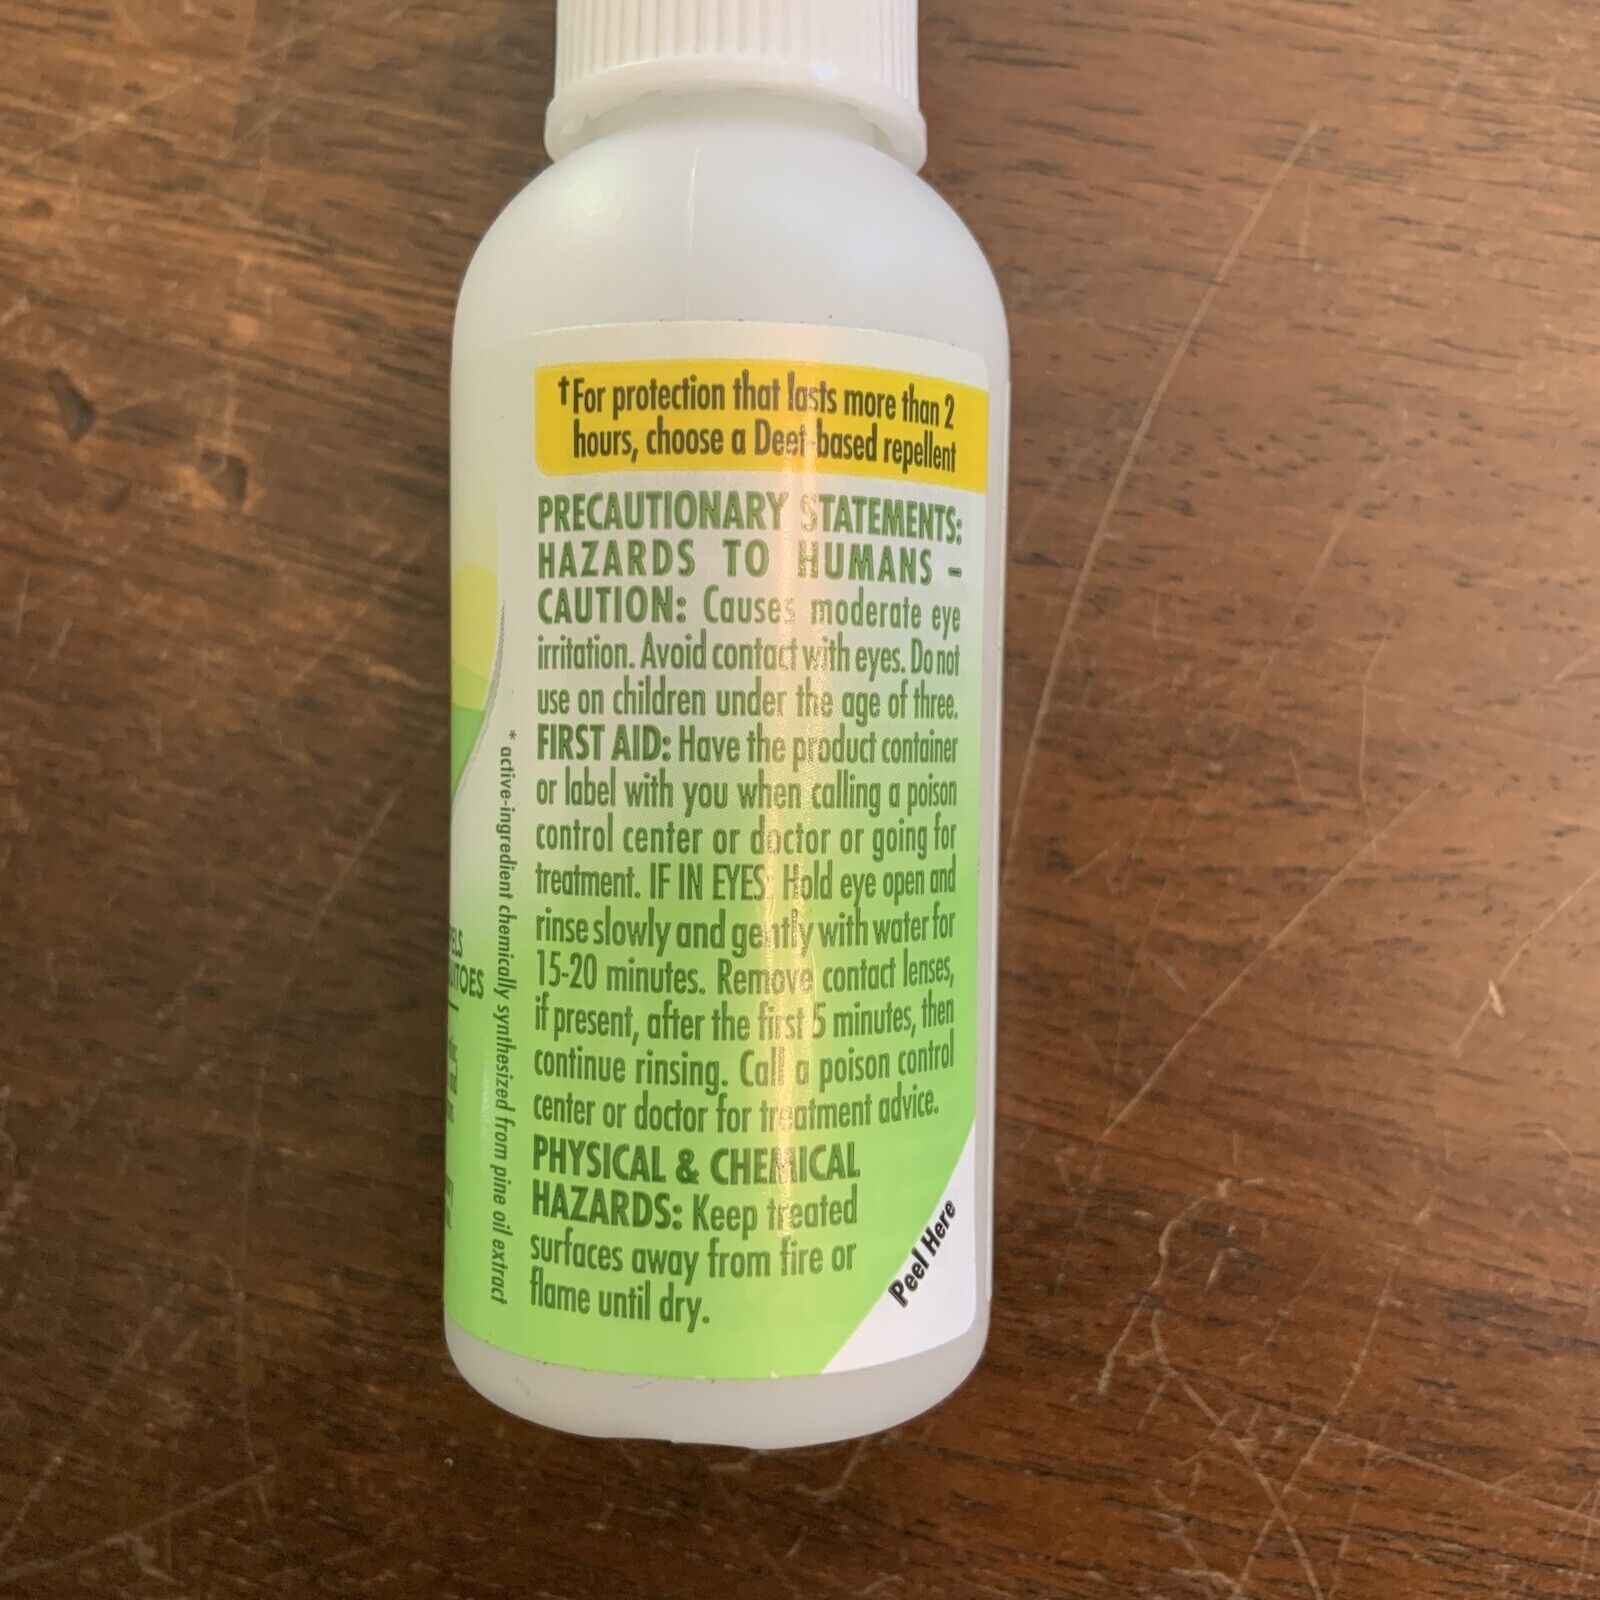 †For protection that lasts more than 2
hours, choose a Deet-based repellent
PRECAUTIONARY STATEMENTS:
HAZARDS TO HUMANS –
CAUTION: Causes moderate eye
irritation. Avoid contact with eyes. Do not
use on children under the age of three.
FIRST AID: Have the product container
or label with you when calling a poison
control center or doctor or going for
treatment. IF IN EYES: Hold eye open and
rinse slowly and gently with water for
15-20 minutes. Remove contact lenses,
if present, after the first 5 minutes, then
continue rinsing. Call a poison control
center or doctor for treatment advice.
PHYSICAL & CHEMICAL
HAZARDS: Keep treated
surfaces away from fire or
flame until dry.
Peel Here
* active-ingredient chemically synthesized from pine oil extract